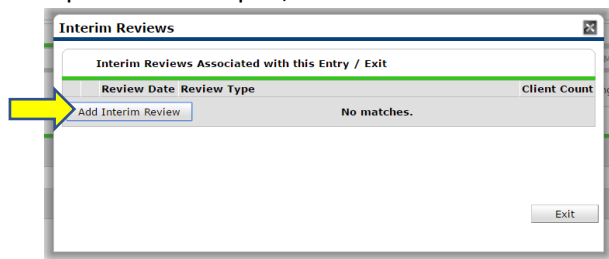 Interim Reviews
Interim Reviews Associated with this Entry / Exit
Review Date Review Type Client Count
Add Interim Review No matches.
Exit